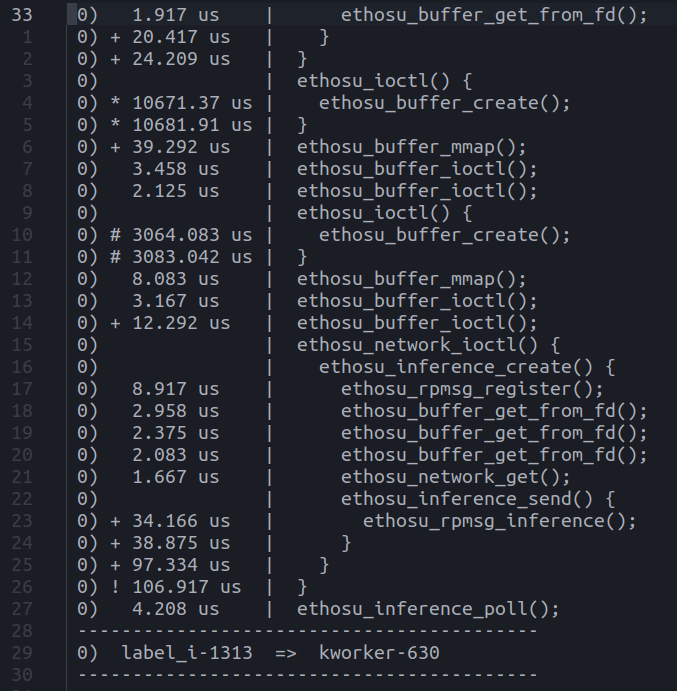 33 0)   1.917 us    |      ethosu_buffer_get_from_fd();
1 0) + 20.417 us   |    }
2 0) + 24.209 us   |  }
3 0)               |  ethosu_ioctl() {
4 0) * 10671.37 us |    ethosu_buffer_create();
5 0) * 10681.91 us |  }
6 0) + 39.292 us   |  ethosu_buffer_mmap();
7 0)   3.458 us    |  ethosu_buffer_ioctl();
8 0)   2.125 us    |  ethosu_buffer_ioctl();
9 0)               |  ethosu_ioctl() {
10 0) # 3064.083 us |    ethosu_buffer_create();
11 0) # 3083.042 us |  }
12 0)   8.083 us    |  ethosu_buffer_mmap();
13 0)   3.167 us    |  ethosu_buffer_ioctl();
14 0) + 12.292 us   |  ethosu_buffer_ioctl();
15 0)               |  ethosu_network_ioctl() {
16 0)               |    ethosu_inference_create() {
17 0)   8.917 us    |      ethosu_rpmsg_register();
18 0)   2.958 us    |      ethosu_buffer_get_from_fd();
19 0)   2.375 us    |      ethosu_buffer_get_from_fd();
20 0)   2.083 us    |      ethosu_buffer_get_from_fd();
21 0)   1.667 us    |      ethosu_network_get();
22 0)               |      ethosu_inference_send() {
23 0) + 34.166 us   |        ethosu_rpmsg_inference();
24 0) + 38.875 us   |      }
25 0) + 97.334 us   |    }
26 0) ! 106.917 us  |  }
27 0)   4.208 us    |  ethosu_inference_poll();
28 ------------------------------------------
29 0)  label_i-1313  =>  kworker-630
30 ------------------------------------------